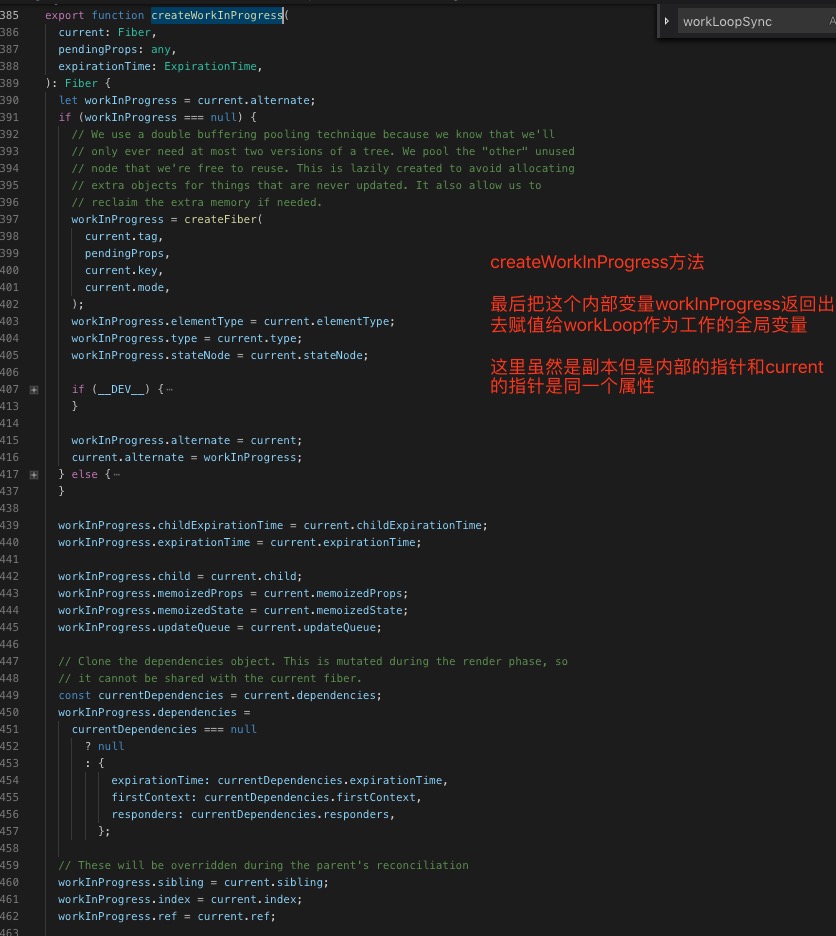 385 export function createWorkInProgress(
workLoopSync
386 current: Fiber,
387 pendingProps: any,
388 expirationTime: ExpirationTime,
389 ): Fiber {
390 let workInProgress = current.alternate;
391 if (workInProgress === null) {
392 // We use a double buffering pooling technique because we know that we'll
393 // only ever need at most two versions of a tree. We pool the "other" unused
394 // node that we're free to reuse. This is lazily created to avoid allocating
395 // extra objects for things that are never updated. It also allow us to
396 // reclaim the extra memory if needed.
397 workInProgress = createFiber(
398 current.tag,
399 pendingProps,
400 current.key,
401 current.mode,
402 );
403 workInProgress.elementType = current.elementType;
404 workInProgress.type = current.type;
405 workInProgress.stateNode = current.stateNode;
406
407 if (__DEV__) {⋯
413 }
414
415 workInProgress.alternate = current;
416 current.alternate = workInProgress;
417 } else {⋯
437 }
438
439 workInProgress.childExpirationTime = current.childExpirationTime;
440 workInProgress.expirationTime = current.expirationTime;
441
442 workInProgress.child = current.child;
443 workInProgress.memoizedProps = current.memoizedProps;
444 workInProgress.memoizedState = current.memoizedState;
445 workInProgress.updateQueue = current.updateQueue;
446
447 // Clone the dependencies object. This is mutated during the render phase, so
448 // it cannot be shared with the current fiber.
449 const currentDependencies = current.dependencies;
450 workInProgress.dependencies =
451 currentDependencies === null
452 ? null
453 : {
454 expirationTime: currentDependencies.expirationTime,
455 firstContext: currentDependencies.firstContext,
456 responders: currentDependencies.responders,
457 };
458
459 // These will be overridden during the parent's reconciliation
460 workInProgress.sibling = current.sibling;
461 workInProgress.index = current.index;
462 workInProgress.ref = current.ref;
463
createWorkInProgress方法
最后把这个内部变量workInProgress返回出
去赋值给workLoop作为工作的全局变量
这里虽然是副本但是内部的指针和current
的指针是同一个属性